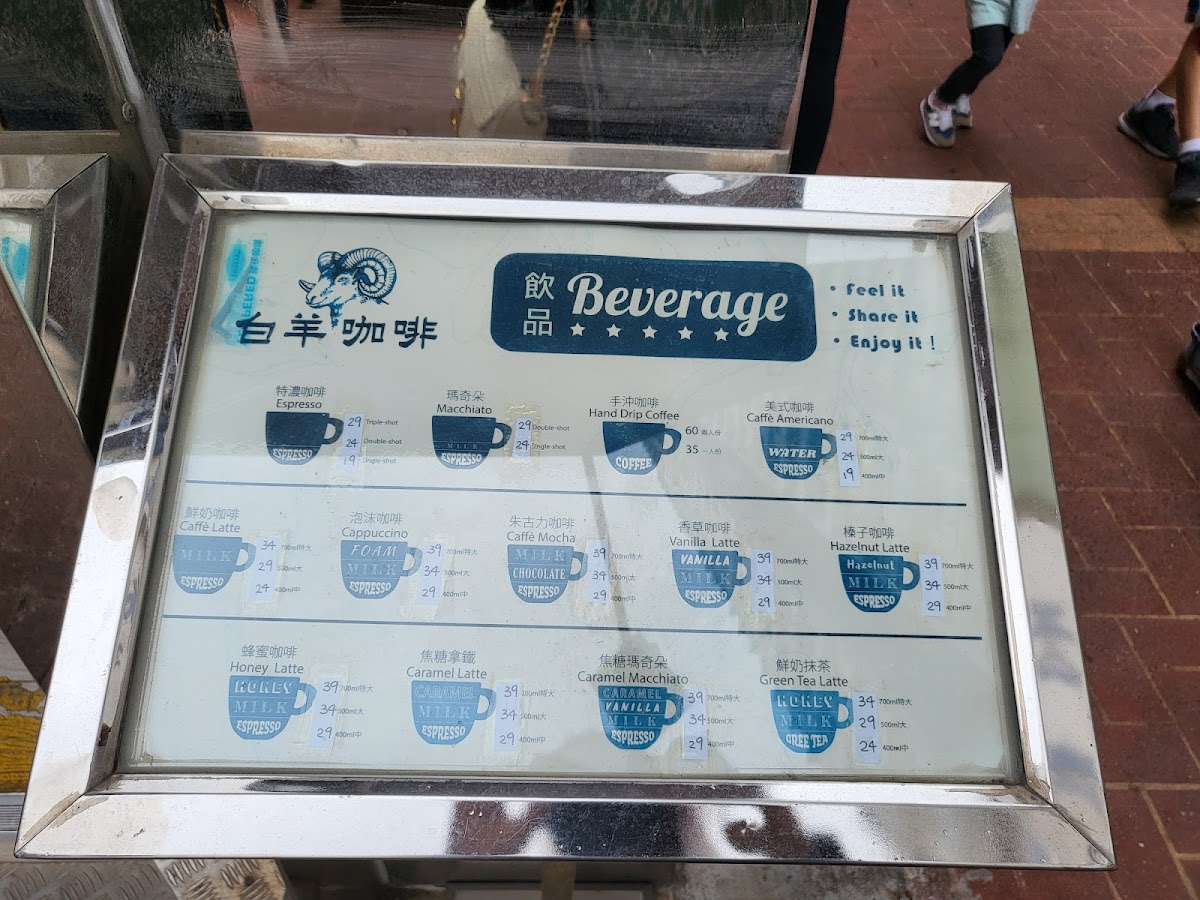 白羊咖啡
飲品
Beverage
• Feel it
• Share it
• Enjoy it !
特濃咖啡
Espresso
ESPRESSO
29 Triple-shot
24 Double-shot
19 Single-shot
瑪奇朵
Macchiato
MILK
ESPRESSO
29 Double-shot
24 Single-shot
手沖咖啡
Hand Drip Coffee
COFFEE
60 兩人份
35 一人份
美式咖啡
Caffè Americano
WATER
ESPRESSO
29 700ml特大
24 500ml大
19 400ml中
鮮奶咖啡
Caffè Latte
MILK
ESPRESSO
34 700ml特大
29 500ml大
24 400ml中
泡沫咖啡
Cappuccino
FOAM
MILK
ESPRESSO
39 700ml特大
34 500ml大
29 400ml中
朱古力咖啡
Caffè Mocha
MILK
CHOCOLATE
ESPRESSO
39 700ml特大
34 500ml大
29 400ml中
香草咖啡
Vanilla Latte
VANILLA
MILK
ESPRESSO
39 700ml特大
34 500ml大
29 400ml中
榛子咖啡
Hazelnut Latte
Hazelnut
MILK
ESPRESSO
39 700ml特大
34 500ml大
29 400ml中
蜂蜜咖啡
Honey Latte
HONEY
MILK
ESPRESSO
39 700ml特大
34 500ml大
29 400ml中
焦糖拿鐵
Caramel Latte
CARAMEL
MILK
ESPRESSO
39 700ml特大
34 500ml大
29 400ml中
焦糖瑪奇朵
Caramel Macchiato
CARAMEL
VANILLA
MILK
ESPRESSO
39 700ml特大
34 500ml大
29 400ml中
鮮奶抹茶
Green Tea Latte
HONEY
MILK
GREE TEA
34 700ml特大
29 500ml大
24 400ml中